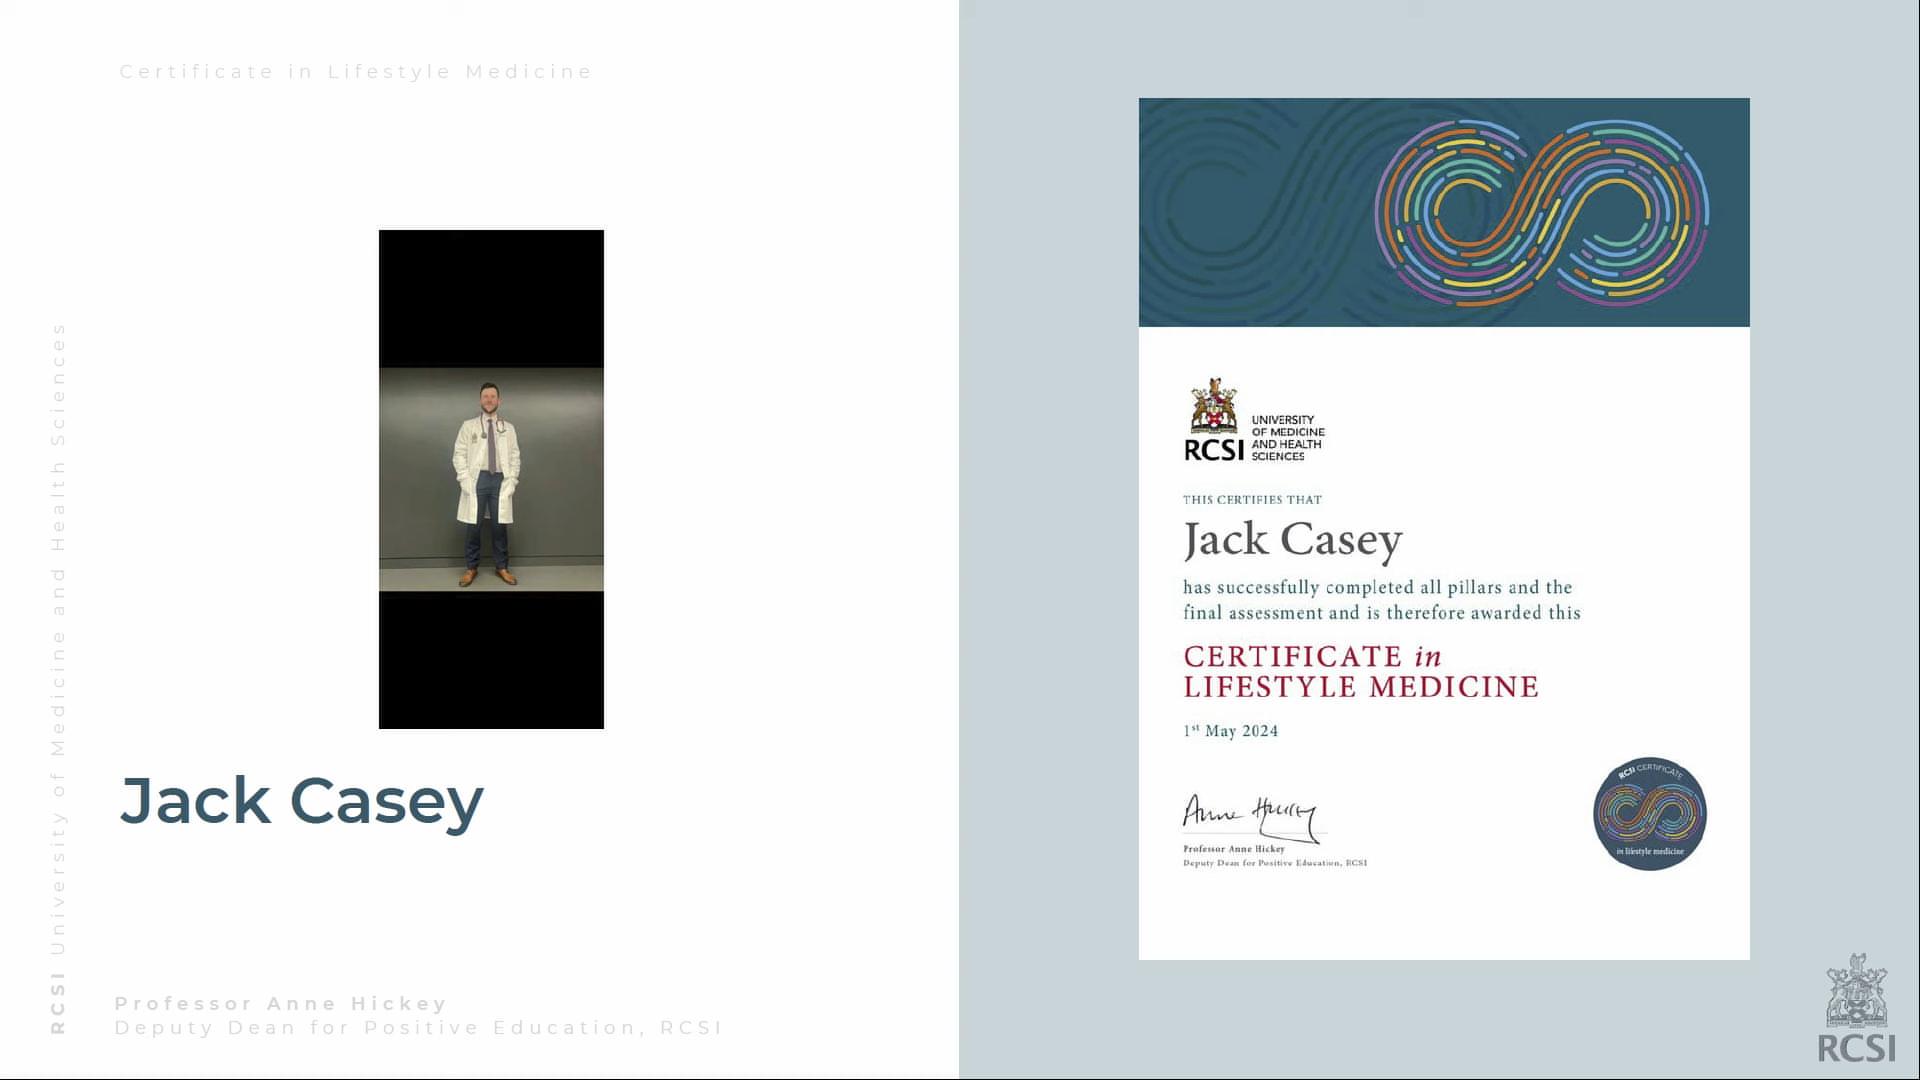 Certificate in Lifestyle Medicine
RCSI University of Medicine and Health Sciences
Jack Casey
Professor Anne Hickey
Deputy Dean for Positive Education, RCSI
RCSI
UNIVERSITY
OF MEDICINE
AND HEALTH
SCIENCES
THIS CERTIFIES THAT
Jack Casey
has successfully completed all pillars and the
final assessment and is therefore awarded this
CERTIFICATE in
LIFESTYLE MEDICINE
1st May 2024
Anne Hickey
Professor Anne Hickey
Deputy Dean for Positive Education, RCSI
RCSI CERTIFICATE
in lifestyle medicine
RCSI